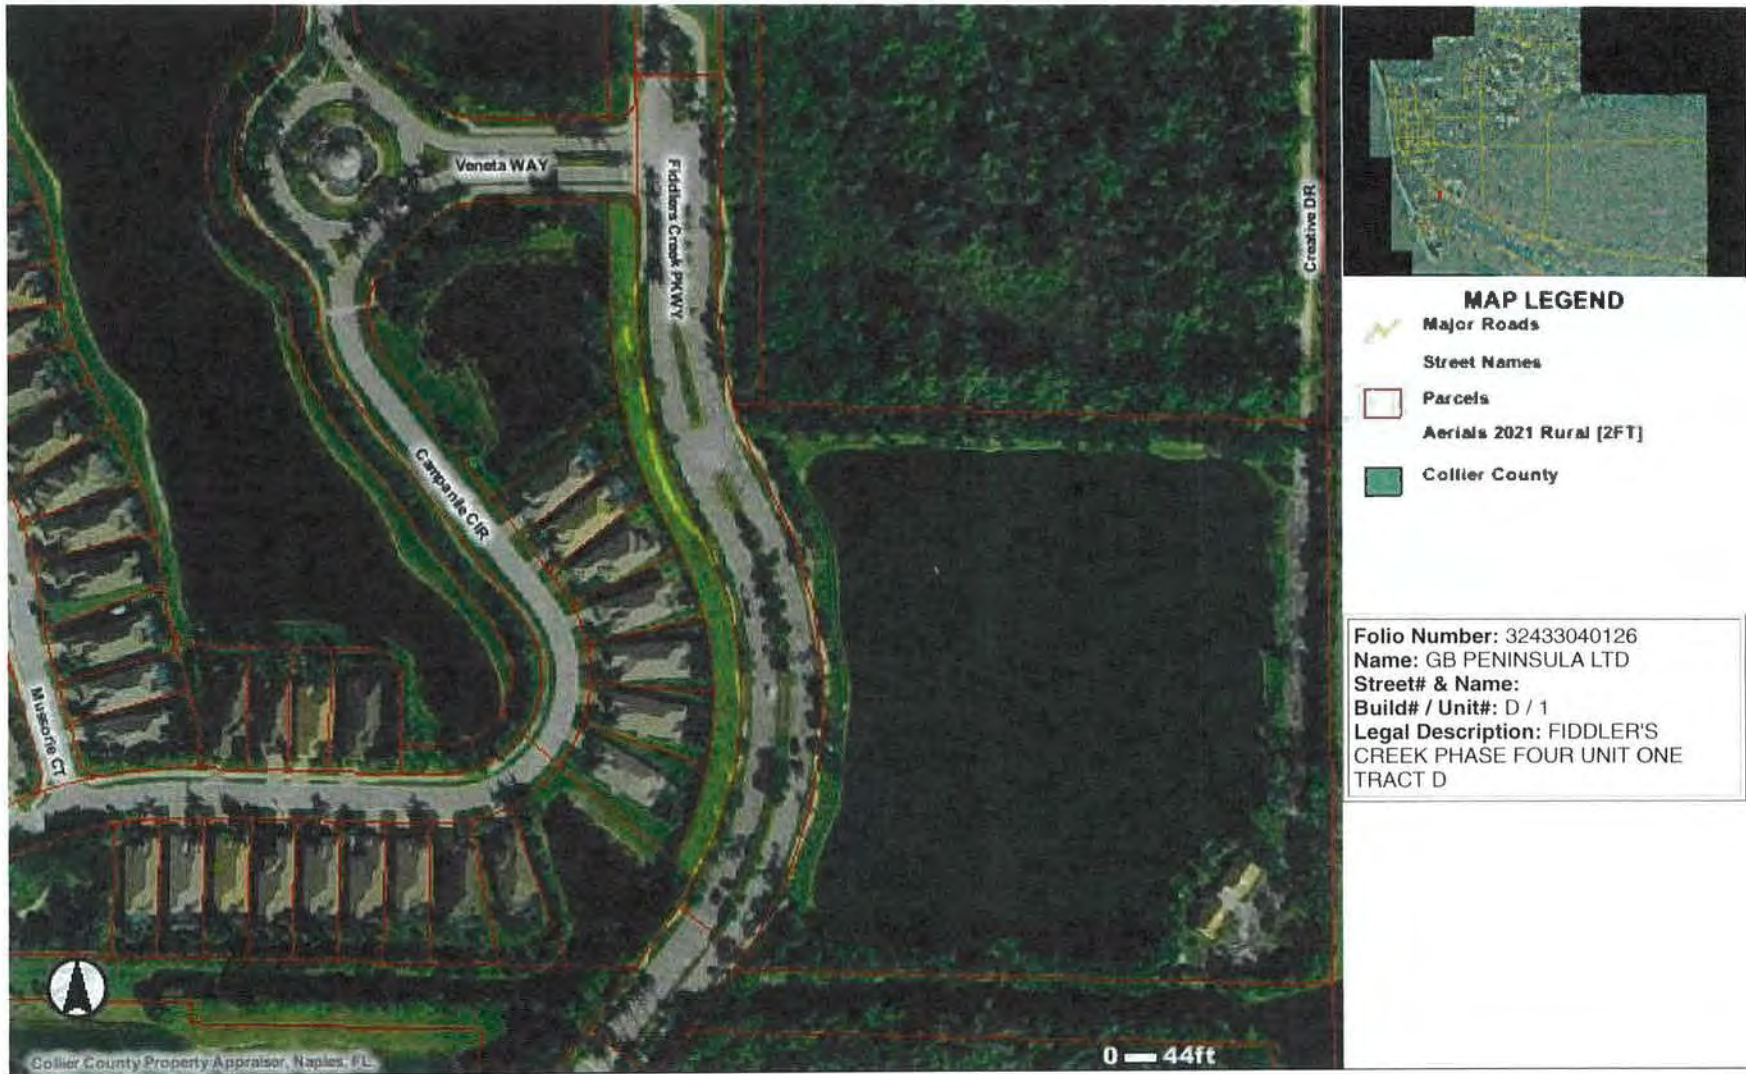 Veneta WAY
Fiddlers Creek PKWY
Creative DR
Campanile CIR
Mussorie CT
Collier County Property Appraiser, Naples, FL.
0 44ft
MAP LEGEND
Major Roads
Street Names
Parcels
Aerials 2021 Rural [2FT]
Collier County
Folio Number: 32433040126
Name: GB PENINSULA LTD
Street# & Name:
Build# / Unit#: D / 1
Legal Description: FIDDLER'S
CREEK PHASE FOUR UNIT ONE
TRACT D